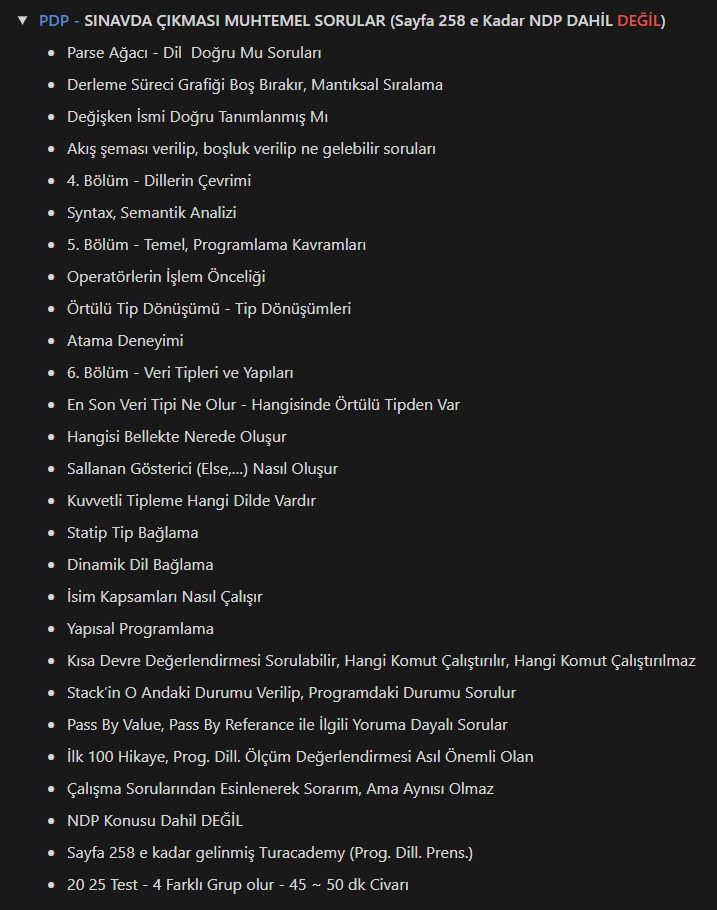 PDP - SINAVDA ÇIKMASI MUHTEMEL SORULAR (Sayfa 258 e Kadar NDP DAHİL DEĞİL)
Parse Ağacı - Dil Doğru Mu Soruları
Derleme Süreci Grafiği Boş Bırakır, Mantıksal Sıralama
Değişken İsmi Doğru Tanımlanmış Mı
Akış şeması verilip, boşluk verilip ne gelebilir soruları
4. Bölüm - Dillerin Çevrimi
Syntax, Semantik Analizi
5. Bölüm - Temel, Programlama Kavramları
Operatörlerin İşlem Önceliği
Örtülü Tip Dönüşümü - Tip Dönüşümleri
Atama Deneyimi
6. Bölüm - Veri Tipleri ve Yapıları
En Son Veri Tipi Ne Olur - Hangisinde Örtülü Tipden Var
Hangisi Bellekte Nerede Oluşur
Sallanan Gösterici (Else,...) Nasıl Oluşur
Kuvvetli Tipleme Hangi Dilde Vardır
Statip Tip Bağlama
Dinamik Dil Bağlama
İsim Kapsamları Nasıl Çalışır
Yapısal Programlama
Kısa Devre Değerlendirmesi Sorulabilir, Hangi Komut Çalıştırılır, Hangi Komut Çalıştırılmaz
Stack'in O Andaki Durumu Verilip, Programdaki Durumu Sorulur
Pass By Value, Pass By Referance ile İlgili Yoruma Dayalı Sorular
İlk 100 Hikaye, Prog. Dill. Ölçüm Değerlendirmesi Asıl Önemli Olan
Çalışma Sorularından Esinlenerek Sorarım, Ama Aynısı Olmaz
NDP Konusu Dahil DEĞİL
Sayfa 258 e kadar gelinmiş Turacademy (Prog. Dill. Prens.)
20 25 Test - 4 Farklı Grup olur - 45 ~ 50 dk Civarı